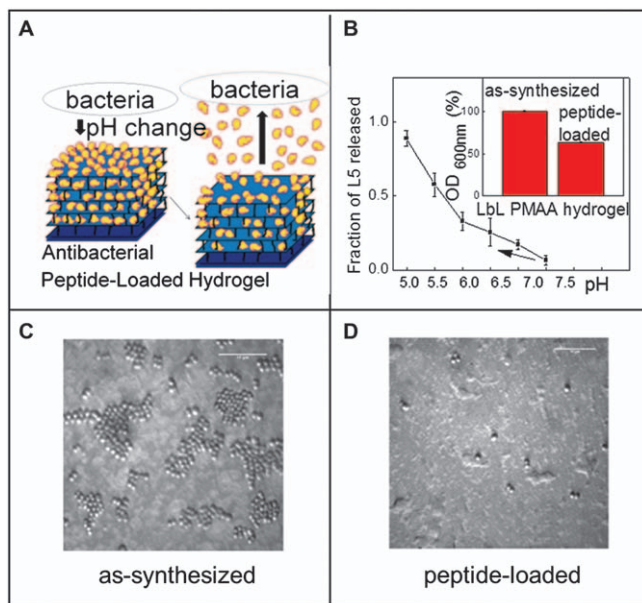 A
bacteria
pH change
bacteria
Antibacterial
Peptide-Loaded Hydrogel
B
Fraction of L5 released
1.0
0.5
0.0
5.0 5.5 6.0 6.5 7.0 7.5 pH
OD 600nm (%)
100
50
0
as-synthesized
peptide-
loaded
LbL PMAA hydrogel
C
as-synthesized
D
peptide-loaded